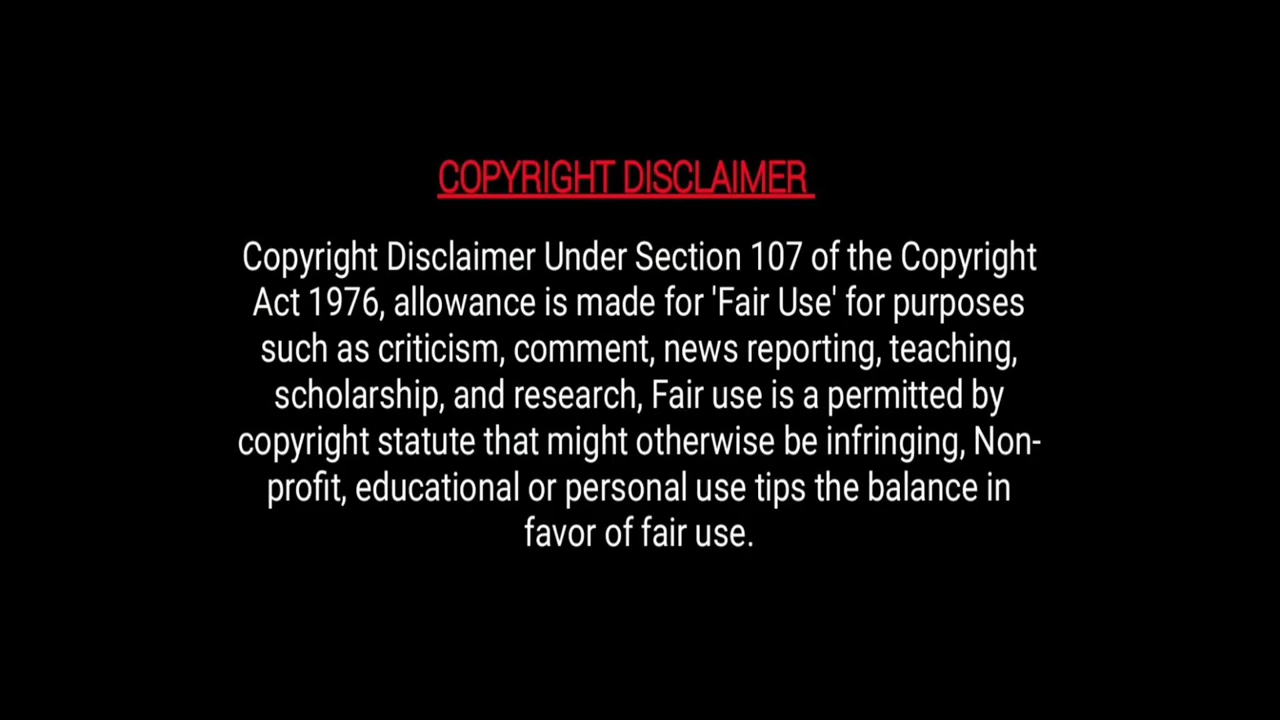 COPYRIGHT DISCLAIMER
Copyright Disclaimer Under Section 107 of the Copyright
Act 1976, allowance is made for 'Fair Use' for purposes
such as criticism, comment, news reporting, teaching,
scholarship, and research, Fair use is a permitted by
copyright statute that might otherwise be infringing, Non-
profit, educational or personal use tips the balance in
favor of fair use.